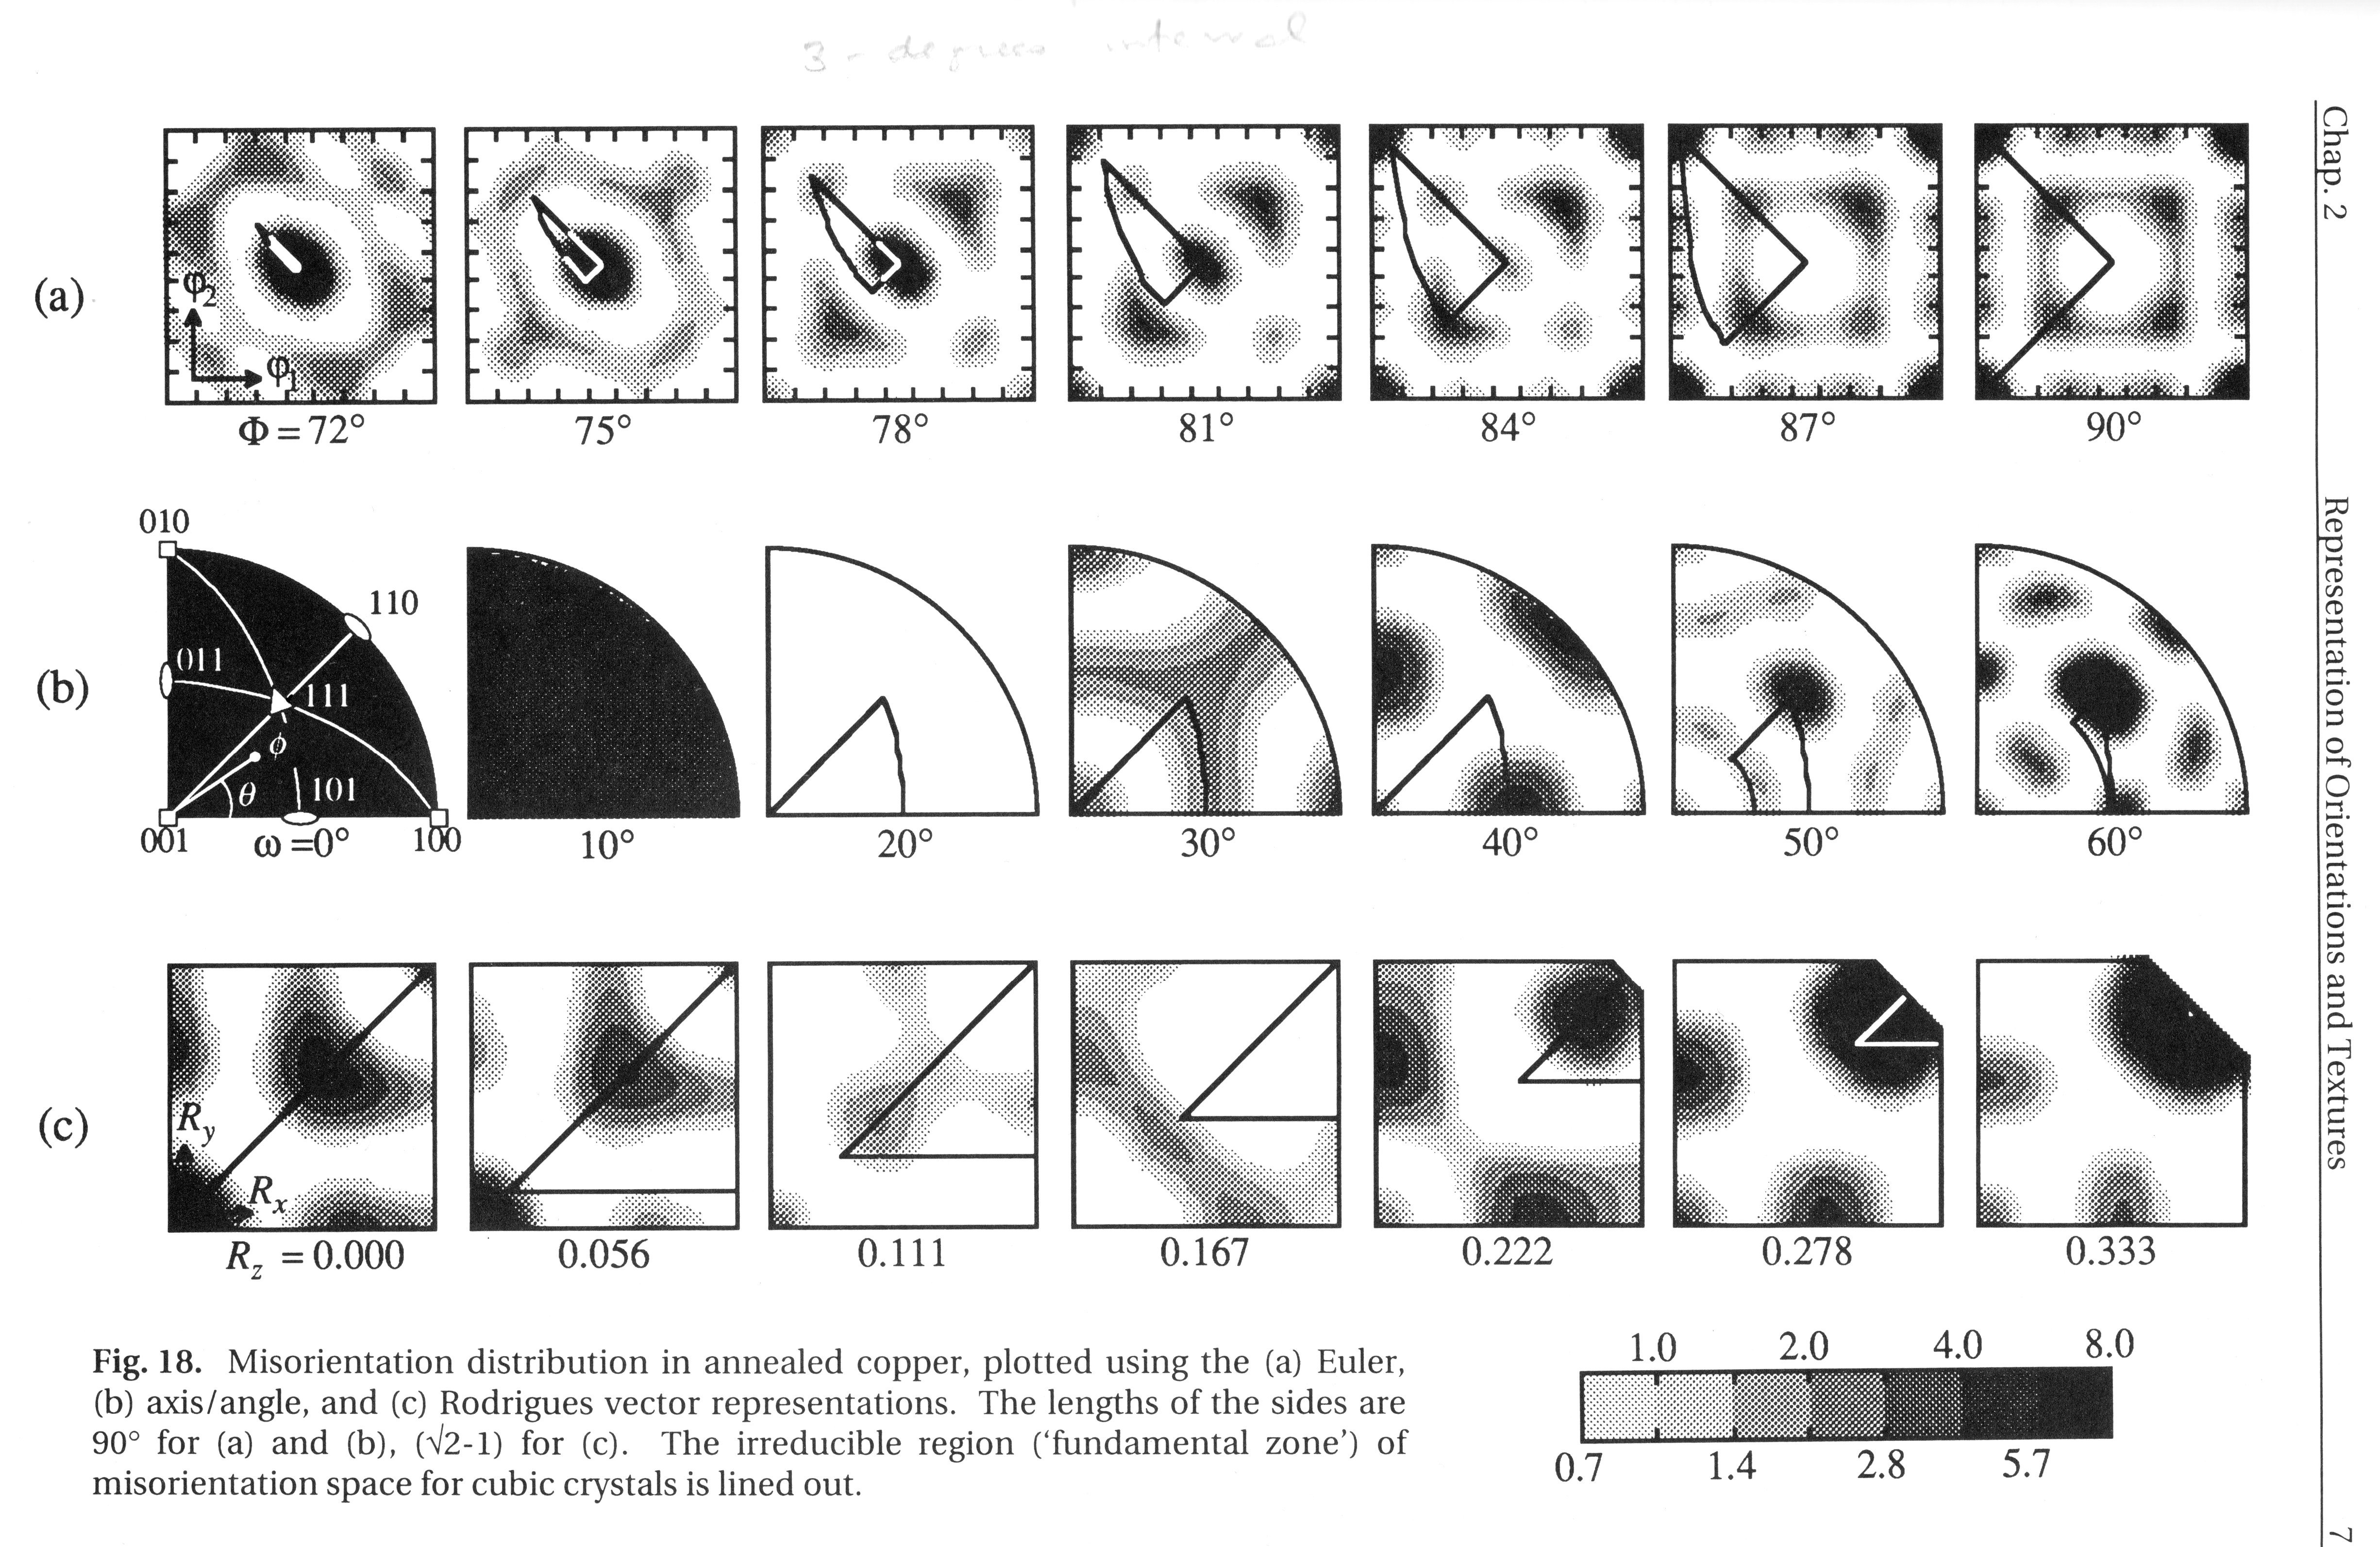 3 - degrees interval
Chap. 2 Representation of Orientations and Textures 7
(a)
φ2
φ1
Φ = 72° 75° 78° 81° 84° 87° 90°
(b)
010
110
011
111
ϕ
θ
101
001 ω =0° 100 10° 20° 30° 40° 50° 60°
(c)
Ry
Rx
Rz = 0.000 0.056 0.111 0.167 0.222 0.278 0.333
Fig. 18. Misorientation distribution in annealed copper, plotted using the (a) Euler,
(b) axis/angle, and (c) Rodrigues vector representations. The lengths of the sides are
90° for (a) and (b), (√2-1) for (c). The irreducible region (‘fundamental zone’) of
misorientation space for cubic crystals is lined out.
1.0 2.0 4.0 8.0
0.7 1.4 2.8 5.7